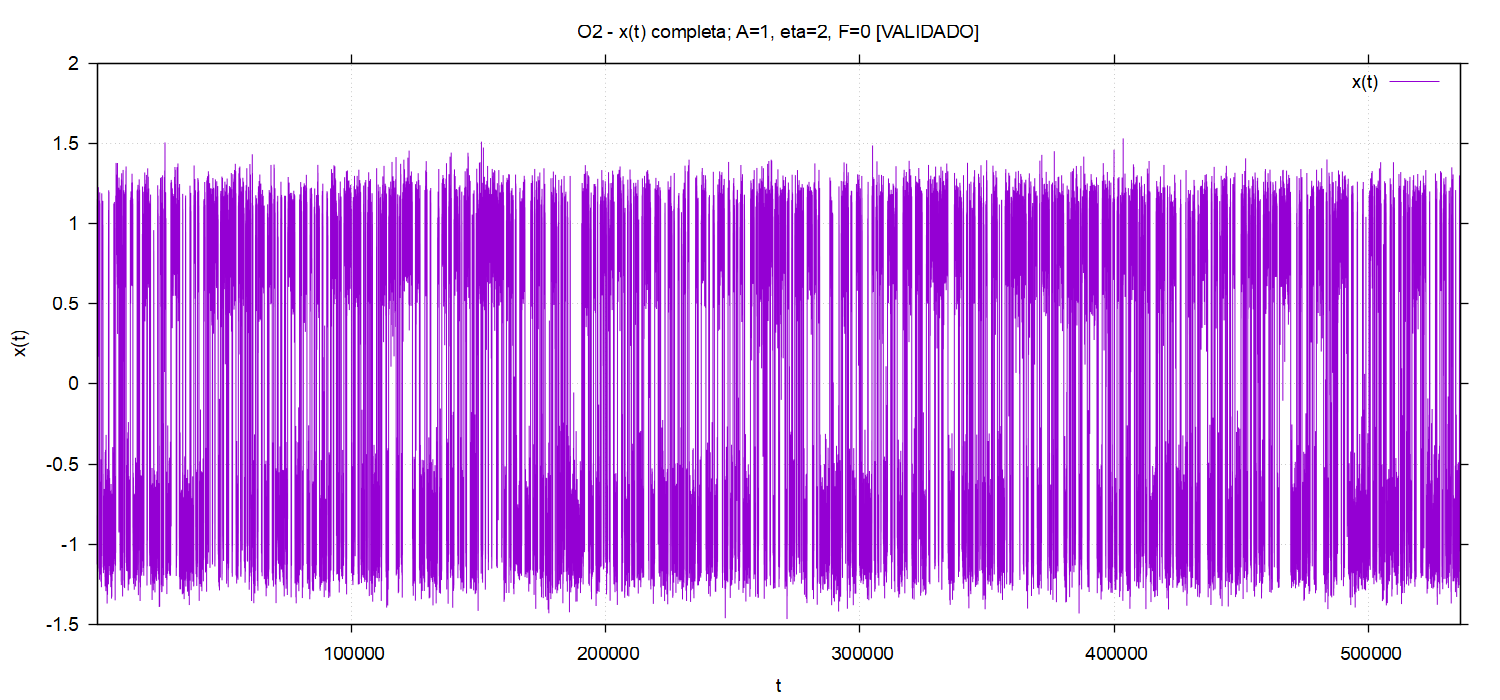 O2 - x(t) completa; A=1, eta=2, F=0 [VALIDADO]
x(t)
2
1.5
1
0.5
0
-0.5
-1
-1.5
x(t)
100000 200000 300000 400000 500000
t